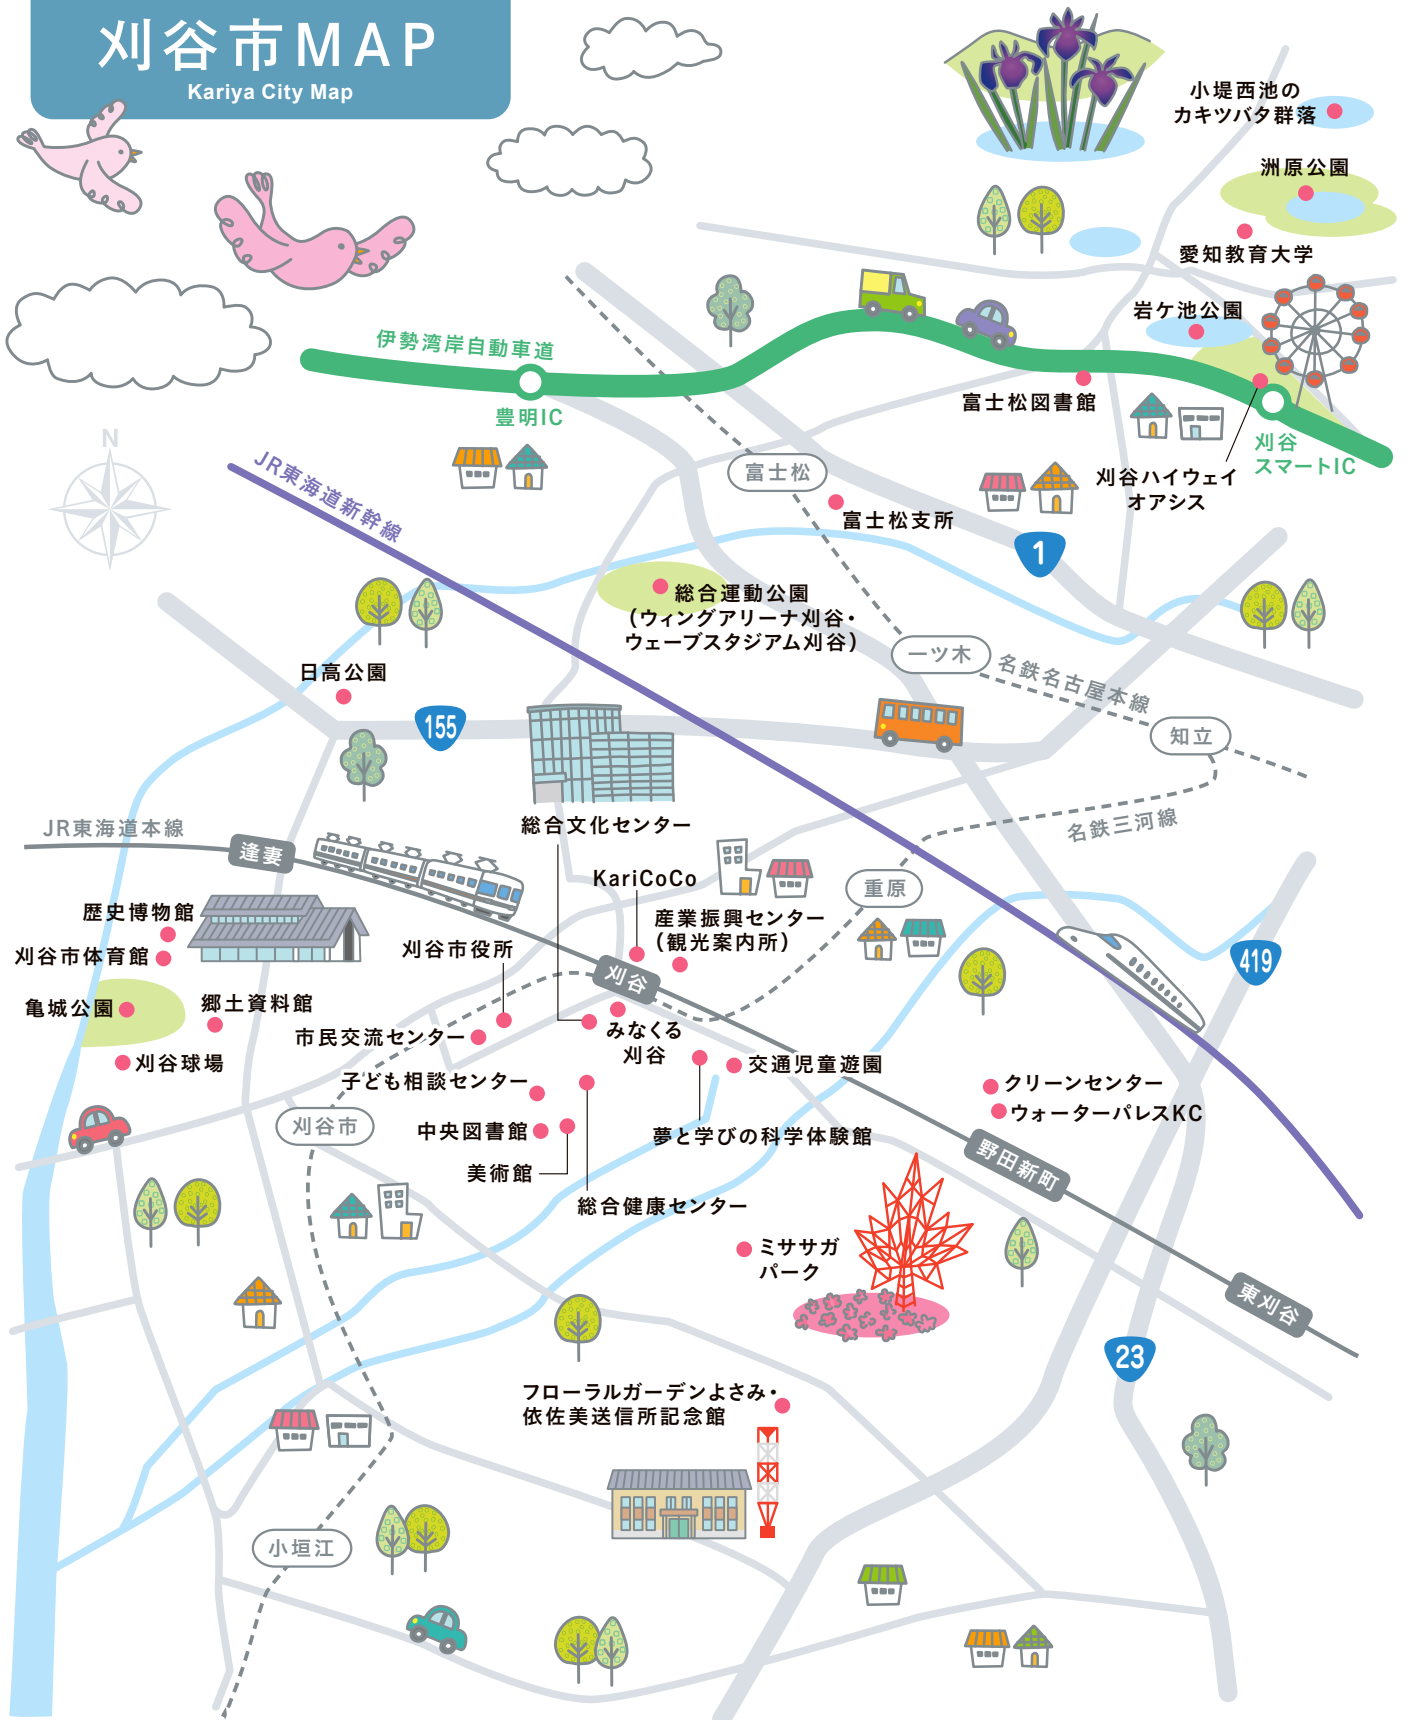 刈谷市MAP
Kariya City Map
小堤西池の
カキツバタ群落
洲原公園
愛知教育大学
岩ケ池公園
伊勢湾岸自動車道
豊明IC
富士松図書館
刈谷
スマートIC
刈谷ハイウェイ
オアシス
N
JR東海道新幹線
富士松
富士松支所
1
総合運動公園
(ウィングアリーナ刈谷・
ウェーブスタジアム刈谷)
一ツ木
名鉄名古屋本線
知立
日高公園
155
名鉄三河線
総合文化センター
JR東海道本線
逢妻
KariCoCo
重原
産業振興センター
(観光案内所)
歴史博物館
刈谷市体育館
刈谷市役所
419
刈谷
亀城公園
郷土資料館
市民交流センター
みなくる
刈谷
刈谷球場
交通児童遊園
子ども相談センター
クリーンセンター
ウォーターパレスKC
刈谷市
中央図書館
夢と学びの科学体験館
美術館
野田新町
総合健康センター
ミササガ
パーク
東刈谷
23
フローラルガーデンよさみ・
依佐美送信所記念館
小垣江